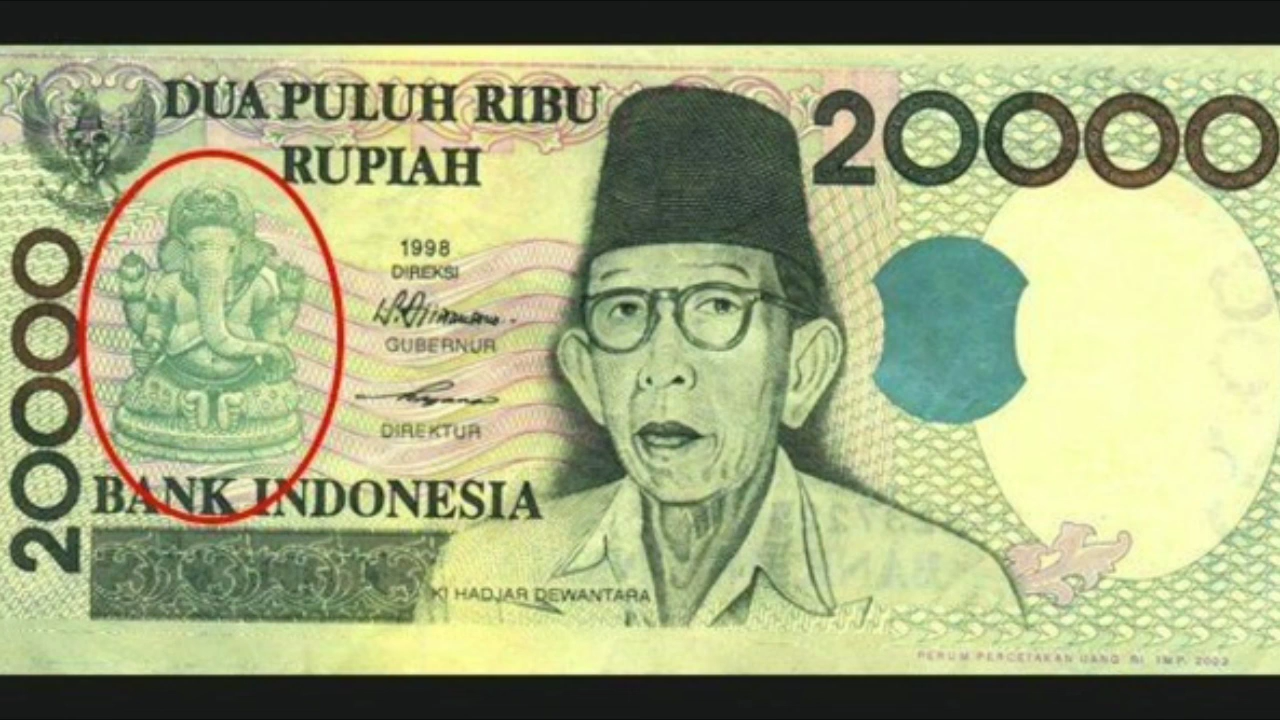 DUA PULUH RIBU
RUPIAH
20000
1998
DIREKSI
GUBERNUR
DIREKTUR
20000
BANK INDONESIA
KI HADJAR DEWANTARA
PERUM PERCETAKAN UANG RI IMP. 2003